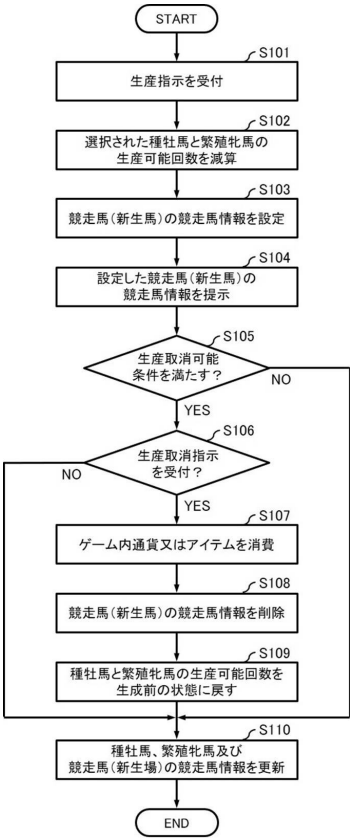 START
S101
生産指示を受付
S102
選択された種牡馬と繁殖牝馬の
生産可能回数を減算
S103
競走馬(新生馬)の競走馬情報を設定
S104
設定した競走馬(新生馬)の
競走馬情報を提示
S105
生産取消可能
条件を満たす?
NO
YES
S106
生産取消指示
を受付?
NO
YES
S107
ゲーム内通貨又はアイテムを消費
S108
競走馬(新生馬)の競走馬情報を削除
S109
種牡馬と繁殖牝馬の生産可能回数を
生成前の状態に戻す
S110
種牡馬、繁殖牝馬及び
競走馬(新生場)の競走馬情報を更新
END